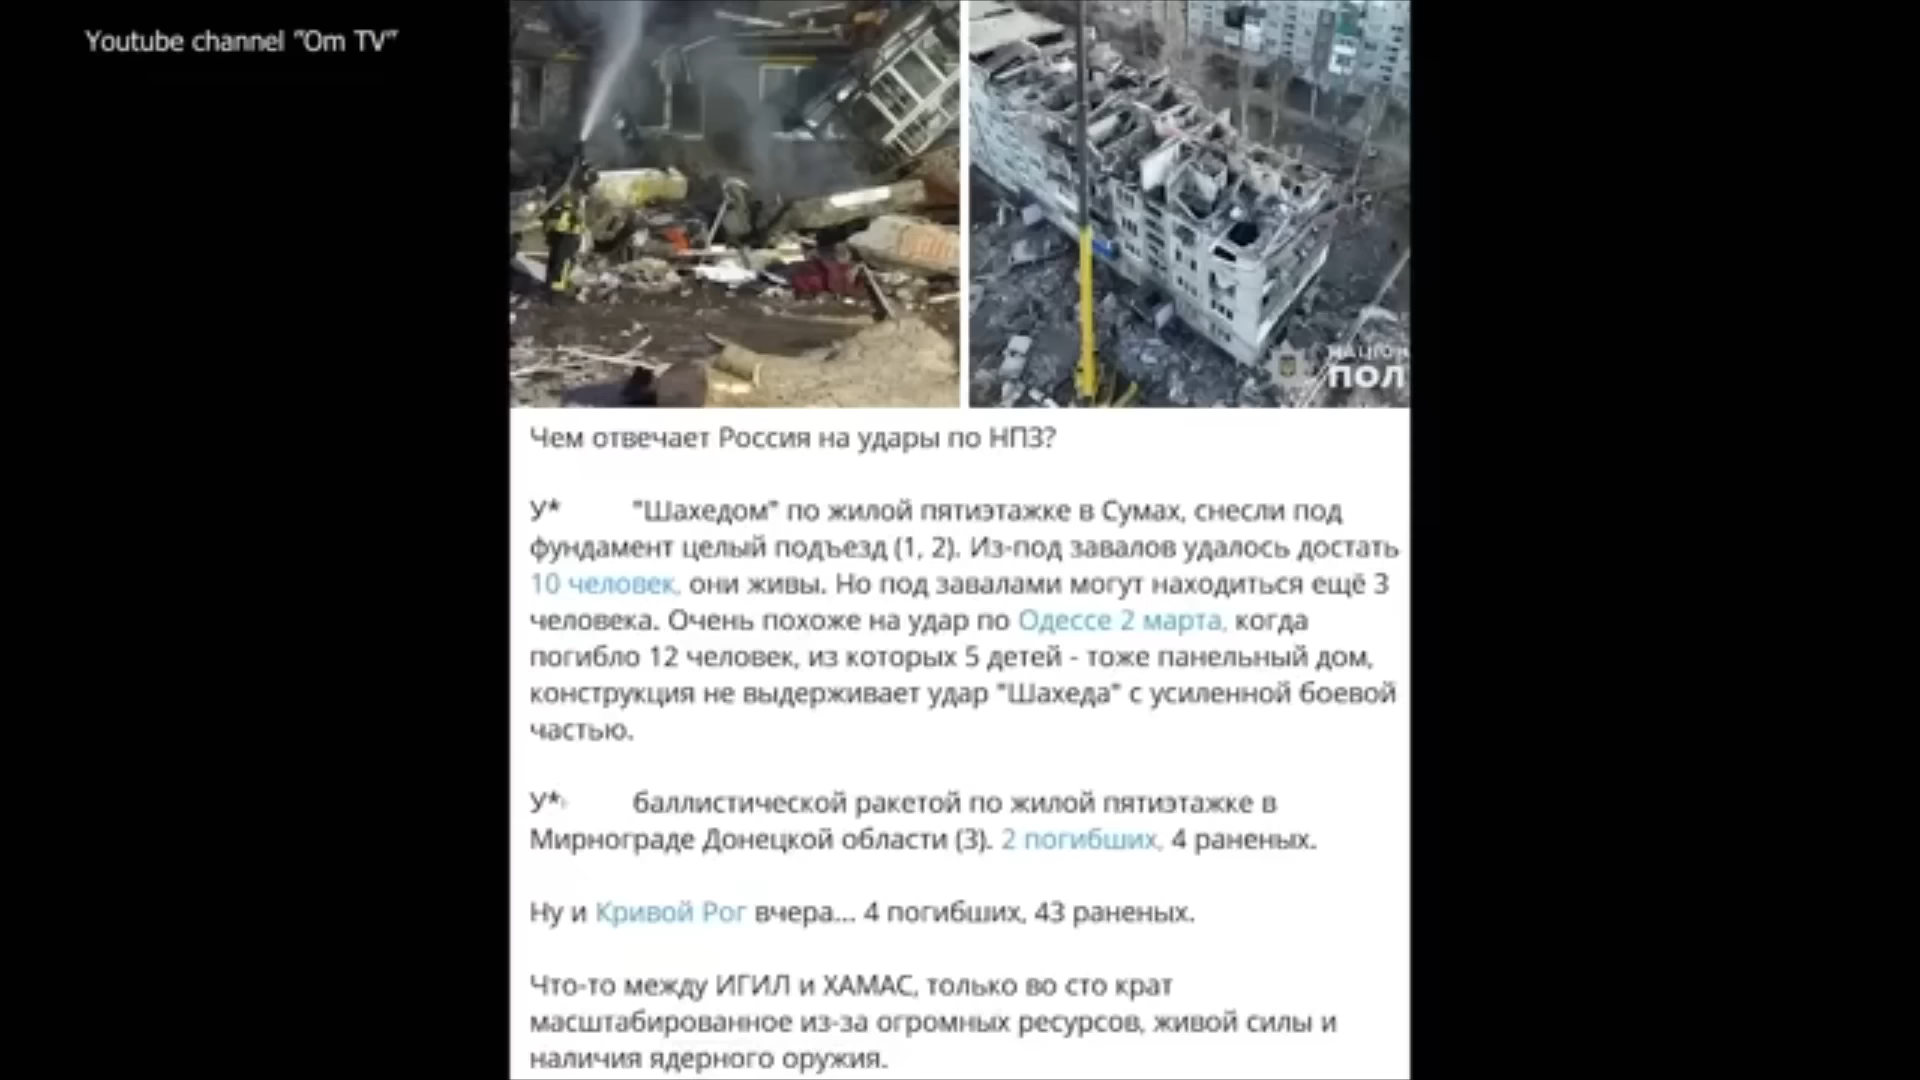 Youtube channel "Om TV"
НАЦІОН
ПОЛ
Чем отвечает Россия на удары по НПЗ?
У* "Шахедом" по жилой пятиэтажке в Сумах, снесли под
фундамент целый подъезд (1, 2). Из-под завалов удалось достать
10 человек, они живы. Но под завалами могут находиться ещё 3
человека. Очень похоже на удар по Одессе 2 марта, когда
погибло 12 человек, из которых 5 детей - тоже панельный дом,
конструкция не выдерживает удар "Шахеда" с усиленной боевой
частью.
У* баллистической ракетой по жилой пятиэтажке в
Мирнограде Донецкой области (3). 2 погибших, 4 раненых.
Ну и Кривой Рог вчера... 4 погибших, 43 раненых.
Что-то между ИГИЛ и ХАМАС, только во сто крат
масштабированное из-за огромных ресурсов, живой силы и
наличия ядерного оружия.